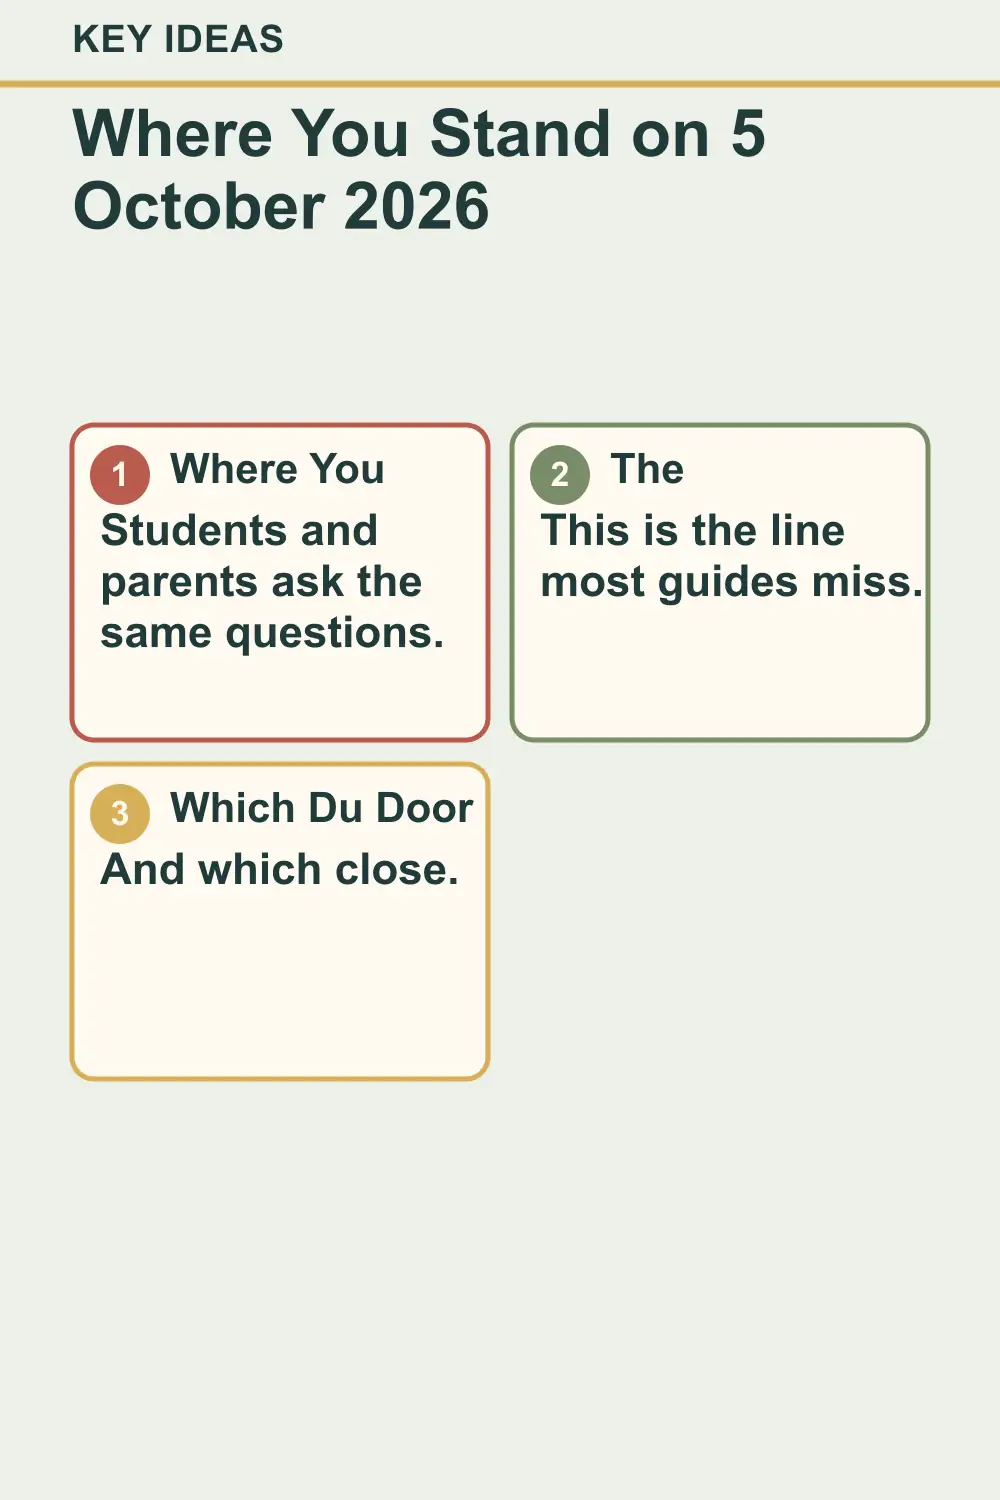 KEY IDEAS
Where You Stand on 5
October 2026
1 Where You
Students and
parents ask the
same questions.
2 The
This is the line
most guides miss.
3 Which Du Door
And which close.